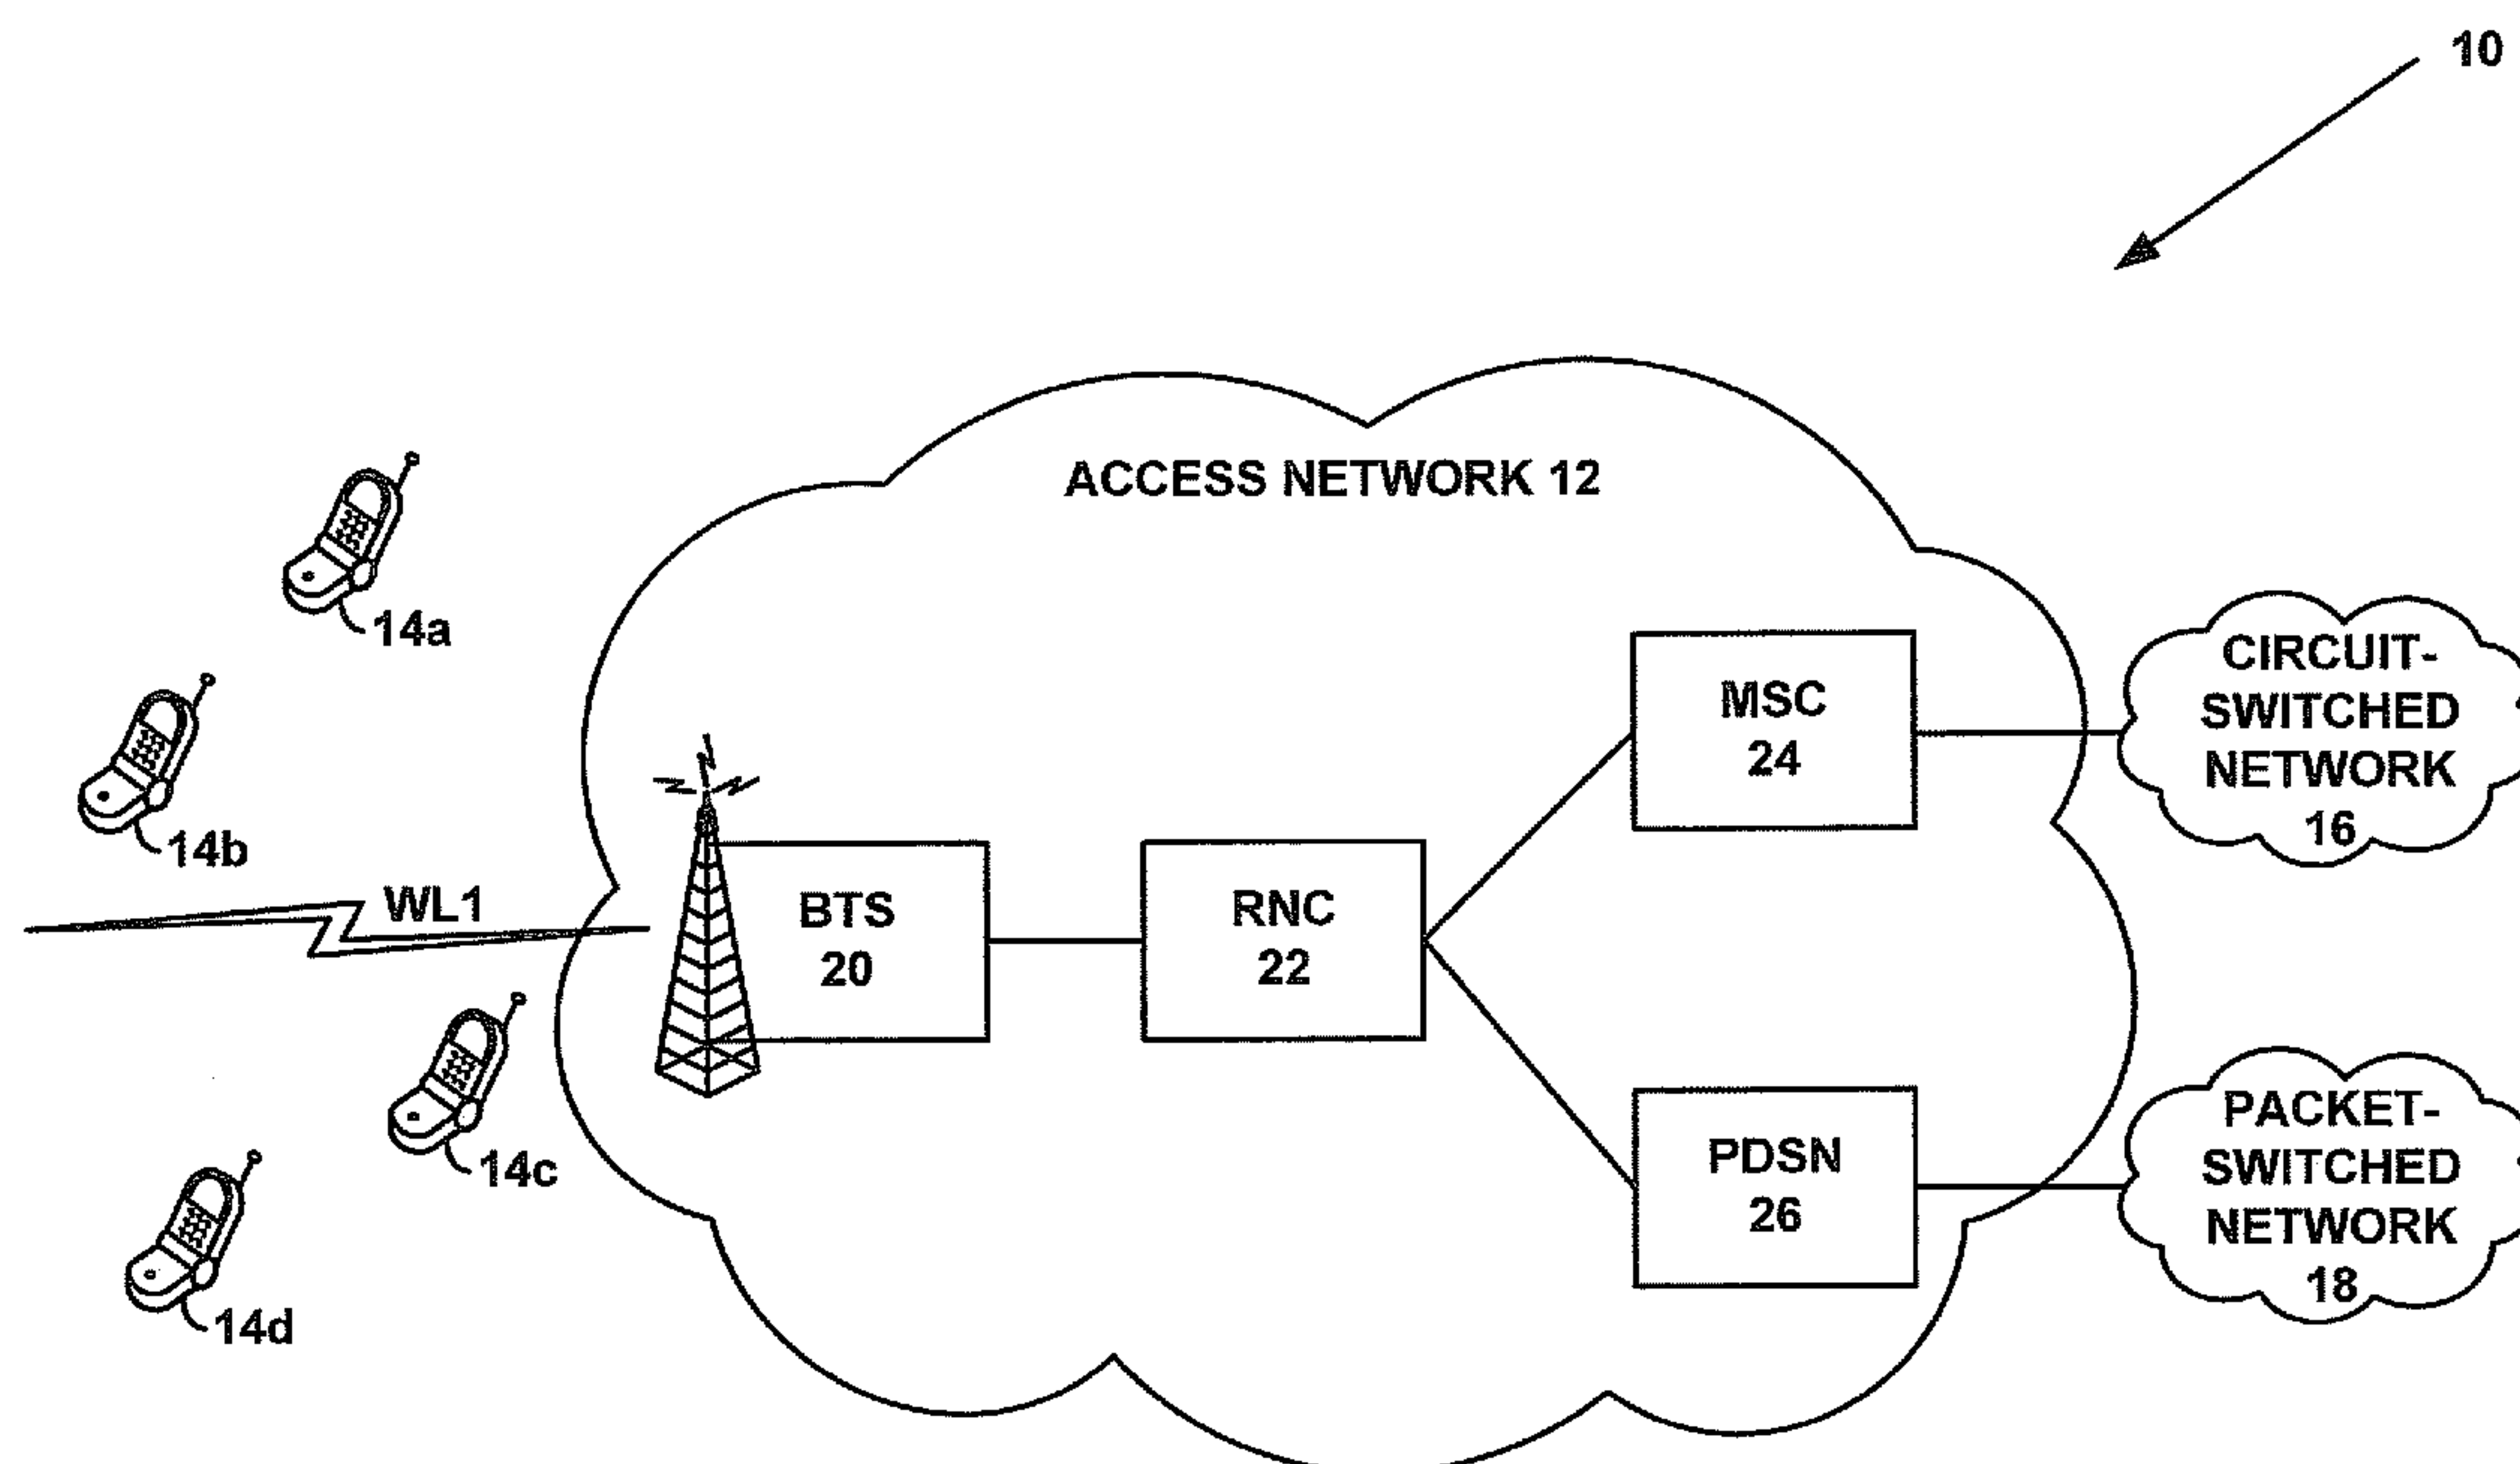 10
ACCESS NETWORK 12
14a
CIRCUIT-
SWITCHED
NETWORK
16
MSC
24
14b
WL1
BTS
20
RNC
22
14c
PACKET-
SWITCHED
NETWORK
18
PDSN
26
14d